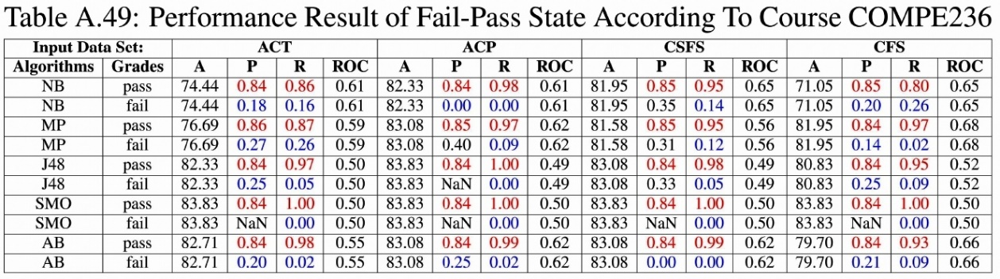 Table A.49: Performance Result of Fail-Pass State According To Course COMPE236
Input Data Set: ACT ACP CSFS CFS
Algorithms Grades A P R ROC A P R ROC A P R ROC A P R ROC
NB pass 74.44 0.84 0.86 0.61 82.33 0.84 0.98 0.61 81.95 0.85 0.95 0.65 71.05 0.85 0.80 0.65
NB fail 74.44 0.18 0.16 0.61 82.33 0.00 0.00 0.61 81.95 0.35 0.14 0.65 71.05 0.20 0.26 0.65
MP pass 76.69 0.86 0.87 0.59 83.08 0.85 0.97 0.62 81.58 0.85 0.95 0.56 81.95 0.84 0.97 0.68
MP fail 76.69 0.27 0.26 0.59 83.08 0.40 0.09 0.62 81.58 0.31 0.12 0.56 81.95 0.14 0.02 0.68
J48 pass 82.33 0.84 0.97 0.50 83.83 0.84 1.00 0.49 83.08 0.84 0.98 0.49 80.83 0.84 0.95 0.52
J48 fail 82.33 0.25 0.05 0.50 83.83 NaN 0.00 0.49 83.08 0.33 0.05 0.49 80.83 0.25 0.09 0.52
SMO pass 83.83 0.84 1.00 0.50 83.83 0.84 1.00 0.50 83.83 0.84 1.00 0.50 83.83 0.84 1.00 0.50
SMO fail 83.83 NaN 0.00 0.50 83.83 NaN 0.00 0.50 83.83 NaN 0.00 0.50 83.83 NaN 0.00 0.50
AB pass 82.71 0.84 0.98 0.55 83.08 0.84 0.99 0.62 83.08 0.84 0.99 0.62 79.70 0.84 0.93 0.66
AB fail 82.71 0.20 0.02 0.55 83.08 0.25 0.02 0.62 83.08 0.00 0.00 0.62 79.70 0.21 0.09 0.66